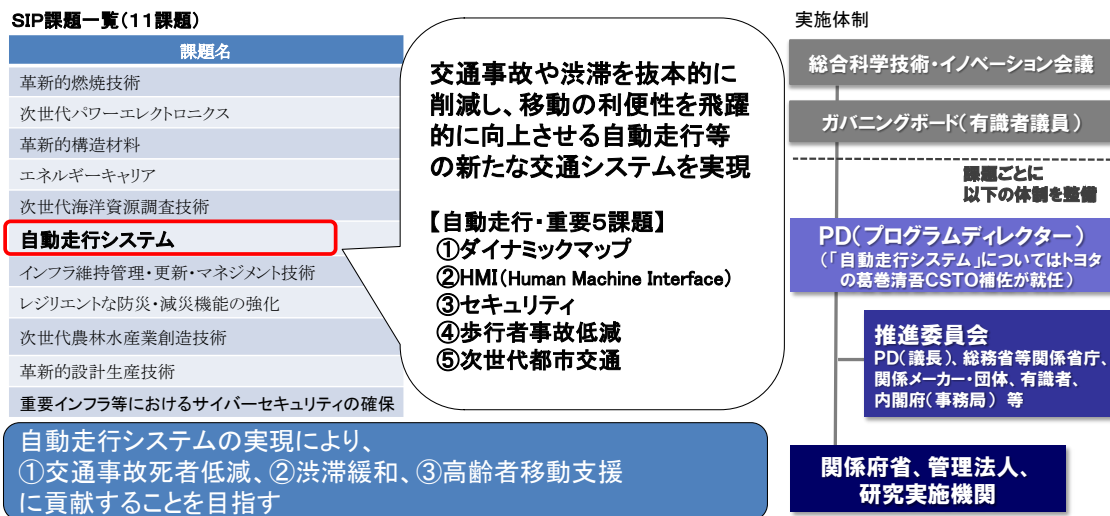 SIP課題一覧(11課題)
課題名
革新的燃焼技術
次世代パワーエレクトロニクス
革新的構造材料
エネルギーキャリア
次世代海洋資源調査技術
自動走行システム
インフラ維持管理・更新・マネジメント技術
レジリエントな防災・減災機能の強化
次世代農林水産業創造技術
革新的設計生産技術
重要インフラ等におけるサイバーセキュリティの確保
交通事故や渋滞を抜本的に
削減し、移動の利便性を飛躍
的に向上させる自動走行等
の新たな交通システムを実現
【自動走行・重要5課題】
①ダイナミックマップ
②HMI(Human Machine Interface)
③セキュリティ
④歩行者事故低減
⑤次世代都市交通
自動走行システムの実現により、
①交通事故死者低減、②渋滞緩和、③高齢者移動支援
に貢献することを目指す
実施体制
総合科学技術・イノベーション会議
ガバニングボード(有識者議員)
課題ごとに
以下の体制を整備
PD(プログラムディレクター)
(「自動走行システム」についてはトヨタ
の葛巻清吾CSTO補佐が就任)
推進委員会
PD(議長)、総務省等関係省庁、
関係メーカー・団体、有識者、
内閣府(事務局) 等
関係府省、管理法人、
研究実施機関